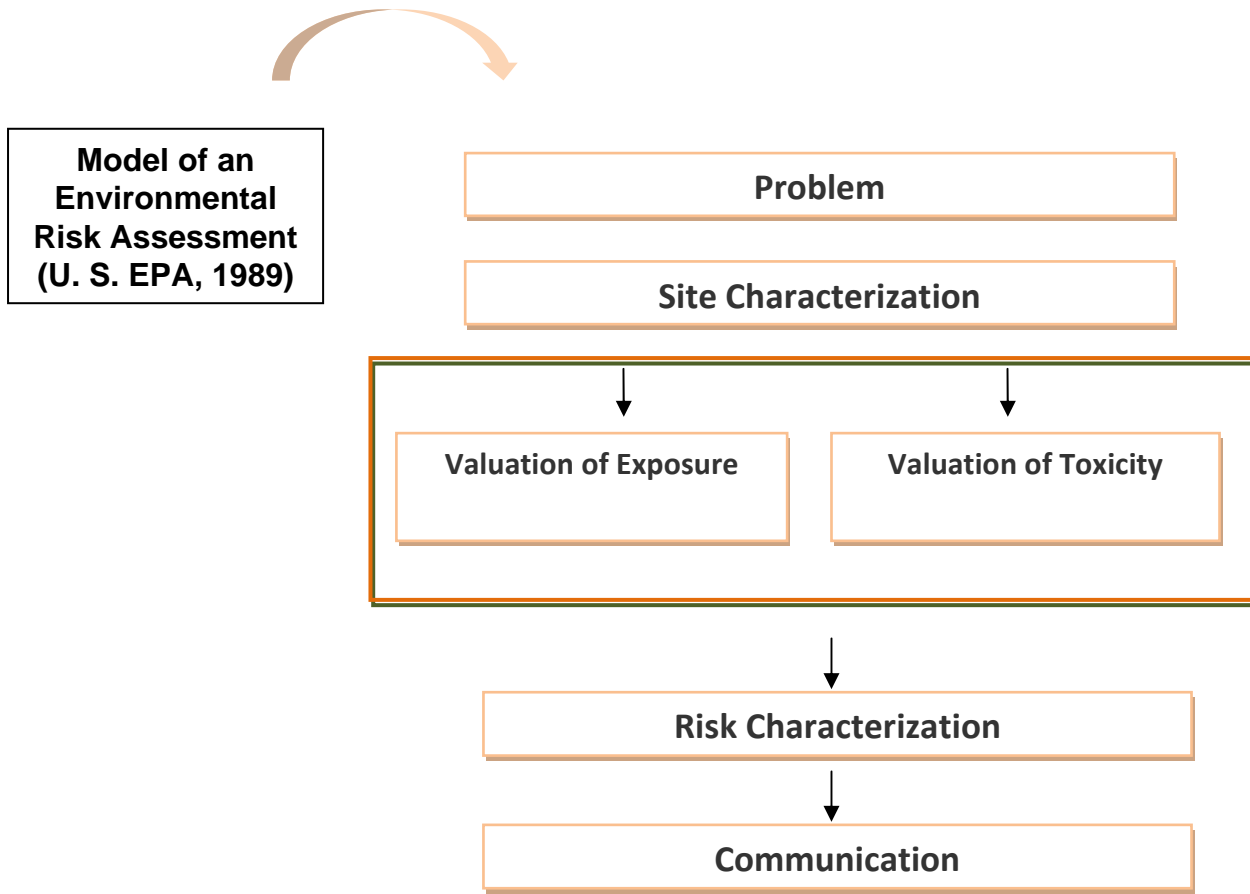 Model of an
Environmental
Risk Assessment
(U. S. EPA, 1989)
Problem
Site Characterization
Valuation of Exposure
Valuation of Toxicity
Risk Characterization
Communication